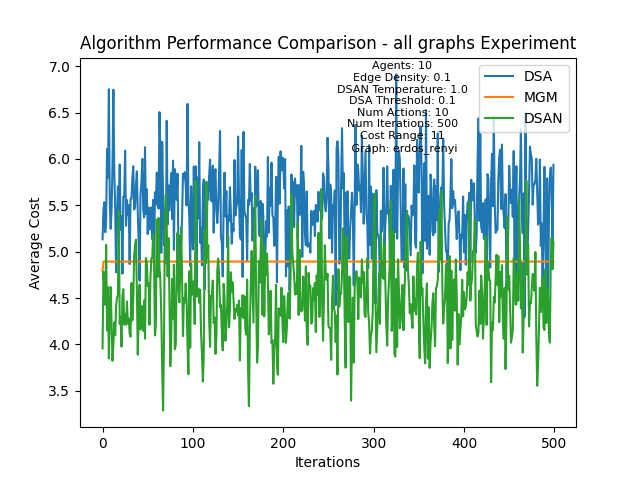 Algorithm Performance Comparison - all graphs Experiment
Agents: 10
Edge Density: 0.1
DSAN Temperature: 1.0
DSA Threshold: 0.1
Num Actions: 10
Num Iterations: 500
Cost Range: 11
Graph: erdos_renyi
DSA
MGM
DSAN
7.0
6.5
6.0
5.5
5.0
4.5
4.0
3.5
Average Cost
0 100 200 300 400 500
Iterations